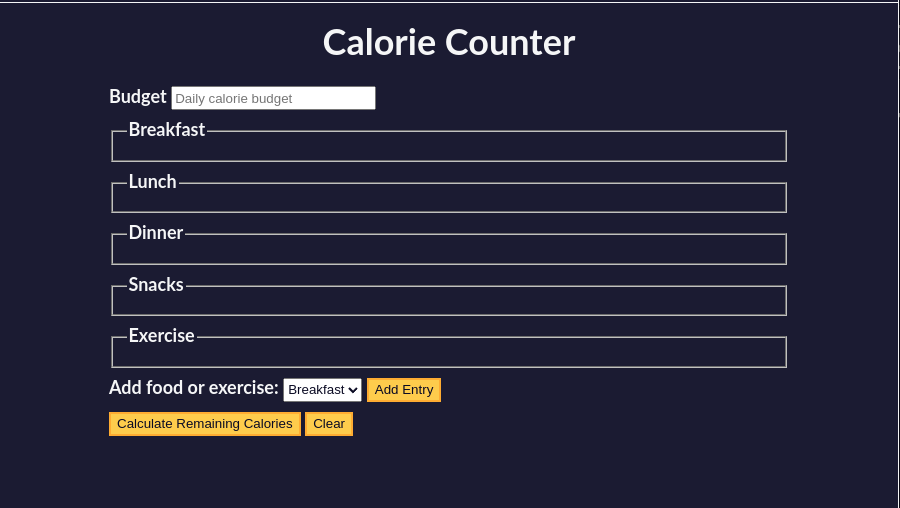 Calorie Counter
Budget Daily calorie budget
Breakfast
Lunch
Dinner
Snacks
Exercise
Add food or exercise: Breakfast Add Entry
Calculate Remaining Calories Clear